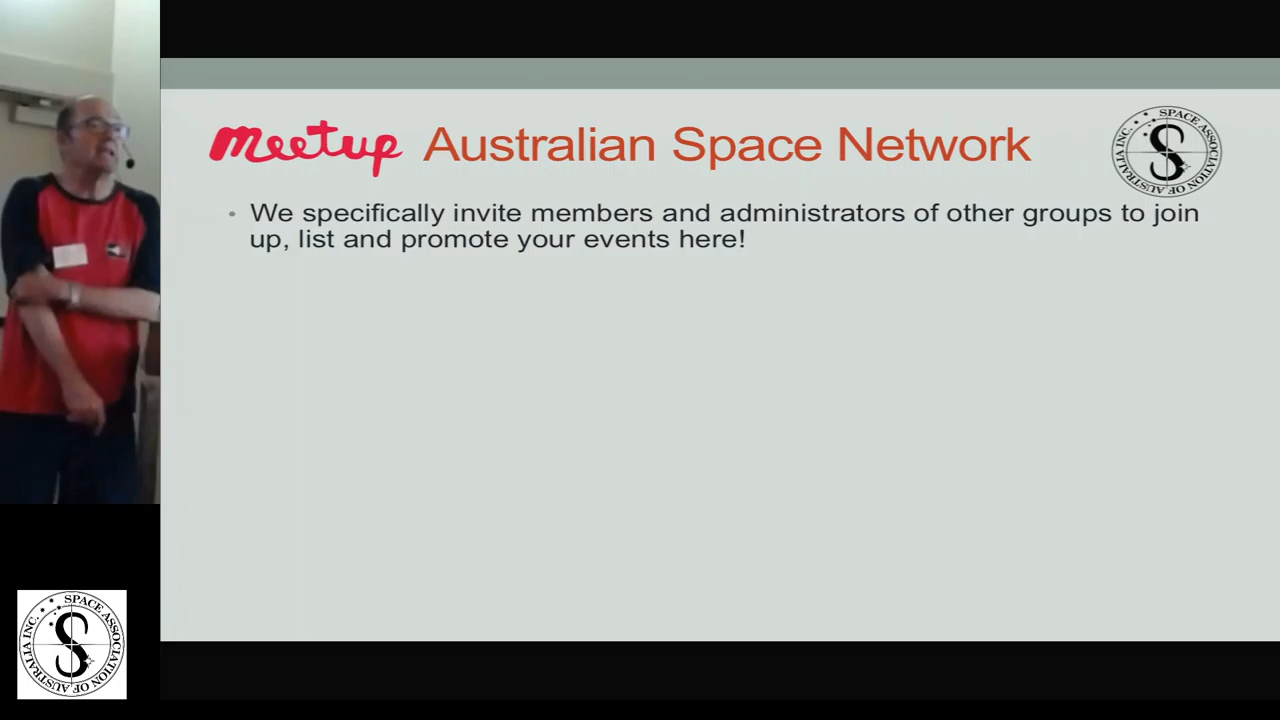 meetup Australian Space Network
SPACE ASSOCIATION OF AUSTRALIA INC.
• We specifically invite members and administrators of other groups to join
up, list and promote your events here!
SPACE ASSOCIATION OF AUSTRALIA INC.